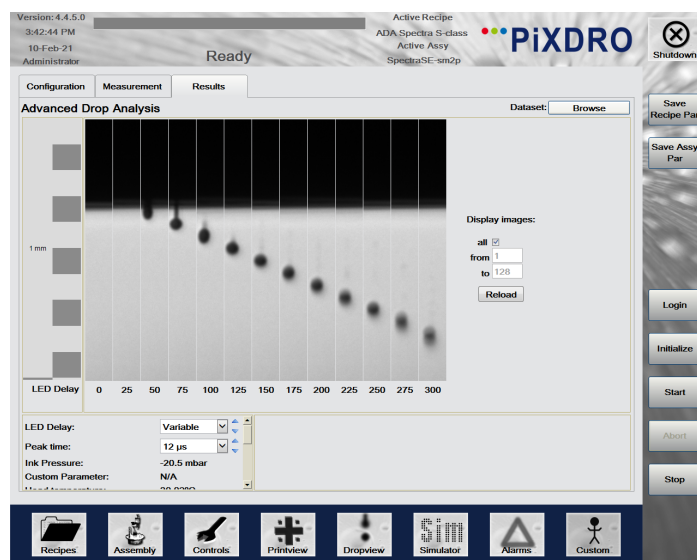 Version: 4.4.5.0
3:42:44 PM
10-Feb-21
Administrator
Ready
Active Recipe
ADA Spectra S-class
Active Assy
SpectraSE-sm2p
PiXDRO
Shutdown
Configuration Measurement Results
Advanced Drop Analysis
Dataset: Browse
Save
Recipe Par
Save Assy
Par
1 mm
Display images:
all
from 1
to 128
Reload
Login
Initialize
Start
Abort
Stop
LED Delay 0 25 50 75 100 125 150 175 200 225 250 275 300
LED Delay: Variable
Peak time: 12 µs
Ink Pressure: -20.5 mbar
Custom Parameter: N/A
Recipes Assembly Controls Printview Dropview Simulator Alarms Custom
Sim